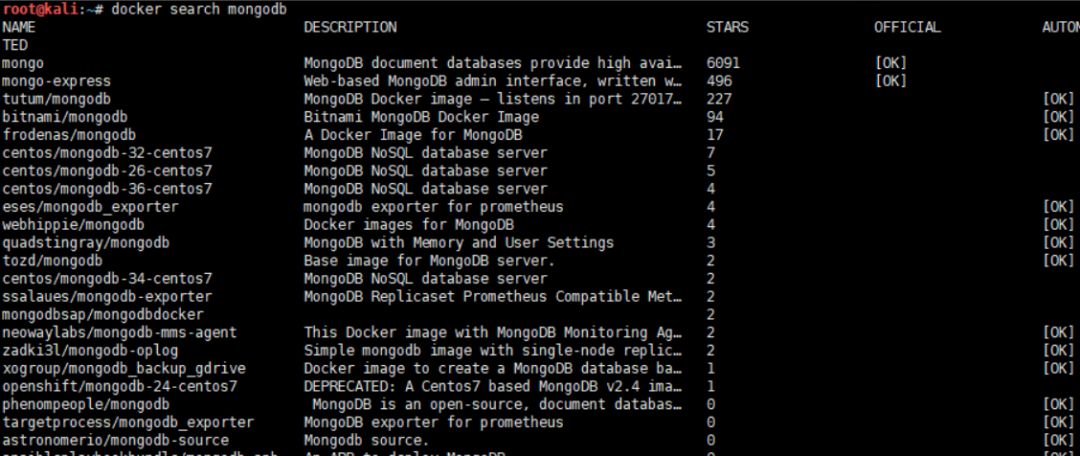 root@kali:~# docker search mongodb
NAME DESCRIPTION STARS OFFICIAL AUTOM
TED
mongo MongoDB document databases provide high avai… 6091 [OK]
mongo-express Web-based MongoDB admin interface, written w… 496 [OK]
tutum/mongodb MongoDB Docker image – listens in port 27017… 227 [OK]
bitnami/mongodb Bitnami MongoDB Docker Image 94 [OK]
frodenas/mongodb A Docker Image for MongoDB 17 [OK]
centos/mongodb-32-centos7 MongoDB NoSQL database server 7
centos/mongodb-26-centos7 MongoDB NoSQL database server 5
centos/mongodb-36-centos7 MongoDB NoSQL database server 4
eses/mongodb_exporter mongodb exporter for prometheus 4 [OK]
webhippie/mongodb Docker images for MongoDB 4 [OK]
quadstingray/mongodb MongoDB with Memory and User Settings 3 [OK]
tozd/mongodb Base image for MongoDB server. 2 [OK]
centos/mongodb-34-centos7 MongoDB NoSQL database server 2
ssalaues/mongodb-exporter MongoDB Replicaset Prometheus Compatible Met… 2
mongodbsap/mongodbdocker 2
neowaylabs/mongodb-mms-agent This Docker image with MongoDB Monitoring Ag… 2 [OK]
zadki3l/mongodb-oplog Simple mongodb image with single-node replic… 2 [OK]
xogroup/mongodb_backup_gdrive Docker image to create a MongoDB database ba… 1 [OK]
openshift/mongodb-24-centos7 DEPRECATED: A Centos7 based MongoDB v2.4 ima… 1
phenompeople/mongodb MongoDB is an open-source, document databas… 0 [OK]
targetprocess/mongodb_exporter MongoDB exporter for prometheus 0 [OK]
astronomerio/mongodb-source Mongodb source. 0 [OK]